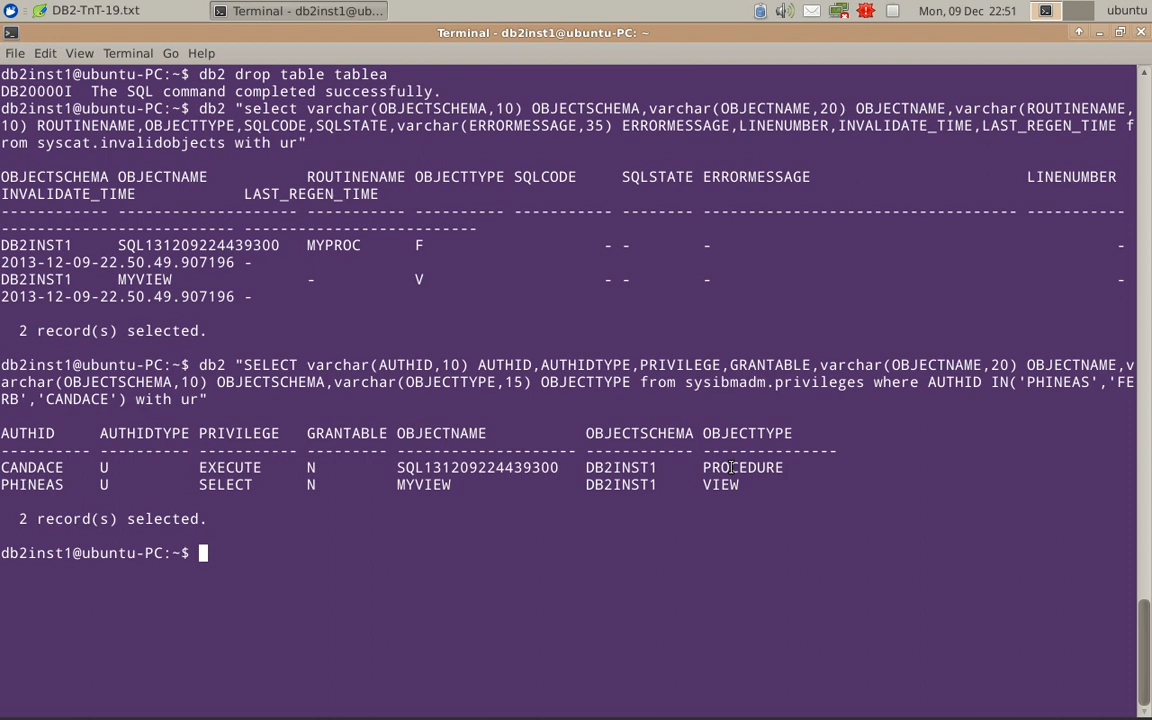 DB2-TnT-19.txt
Terminal - db2inst1@ub...
Mon, 09 Dec 22:51
ubuntu
Terminal - db2inst1@ubuntu-PC: ~
File Edit View Terminal Go Help
db2inst1@ubuntu-PC:~$ db2 drop table tablea
DB20000I  The SQL command completed successfully.
db2inst1@ubuntu-PC:~$ db2 "select varchar(OBJECTSCHEMA,10) OBJECTSCHEMA,varchar(OBJECTNAME,20) OBJECTNAME,varchar(ROUTINENAME,
10) ROUTINENAME,OBJECTTYPE,SQLCODE,SQLSTATE,varchar(ERRORMESSAGE,35) ERRORMESSAGE,LINENUMBER,INVALIDATE_TIME,LAST_REGEN_TIME f
rom syscat.invalidobjects with ur"
OBJECTSCHEMA OBJECTNAME           ROUTINENAME OBJECTTYPE SQLCODE     SQLSTATE ERRORMESSAGE                        LINENUMBER
INVALIDATE_TIME            LAST_REGEN_TIME
------------ -------------------- ----------- ---------- ----------- -------- ----------------------------------- -----------
-------------------------- --------------------------
DB2INST1     SQL131209224439300   MYPROC      F                    - -        -                                             -
2013-12-09-22.50.49.907196 -
DB2INST1     MYVIEW               -           V                    - -        -                                             -
2013-12-09-22.50.49.907196 -
  2 record(s) selected.
db2inst1@ubuntu-PC:~$ db2 "SELECT varchar(AUTHID,10) AUTHID,AUTHIDTYPE,PRIVILEGE,GRANTABLE,varchar(OBJECTNAME,20) OBJECTNAME,v
archar(OBJECTSCHEMA,10) OBJECTSCHEMA,varchar(OBJECTTYPE,15) OBJECTTYPE from sysibmadm.privileges where AUTHID IN('PHINEAS','FE
RB','CANDACE') with ur"
AUTHID     AUTHIDTYPE PRIVILEGE   GRANTABLE OBJECTNAME           OBJECTSCHEMA OBJECTTYPE
---------- ---------- ----------- --------- -------------------- ------------ ---------------
CANDACE    U          EXECUTE     N         SQL131209224439300   DB2INST1     PROCEDURE
PHINEAS    U          SELECT      N         MYVIEW               DB2INST1     VIEW
  2 record(s) selected.
db2inst1@ubuntu-PC:~$